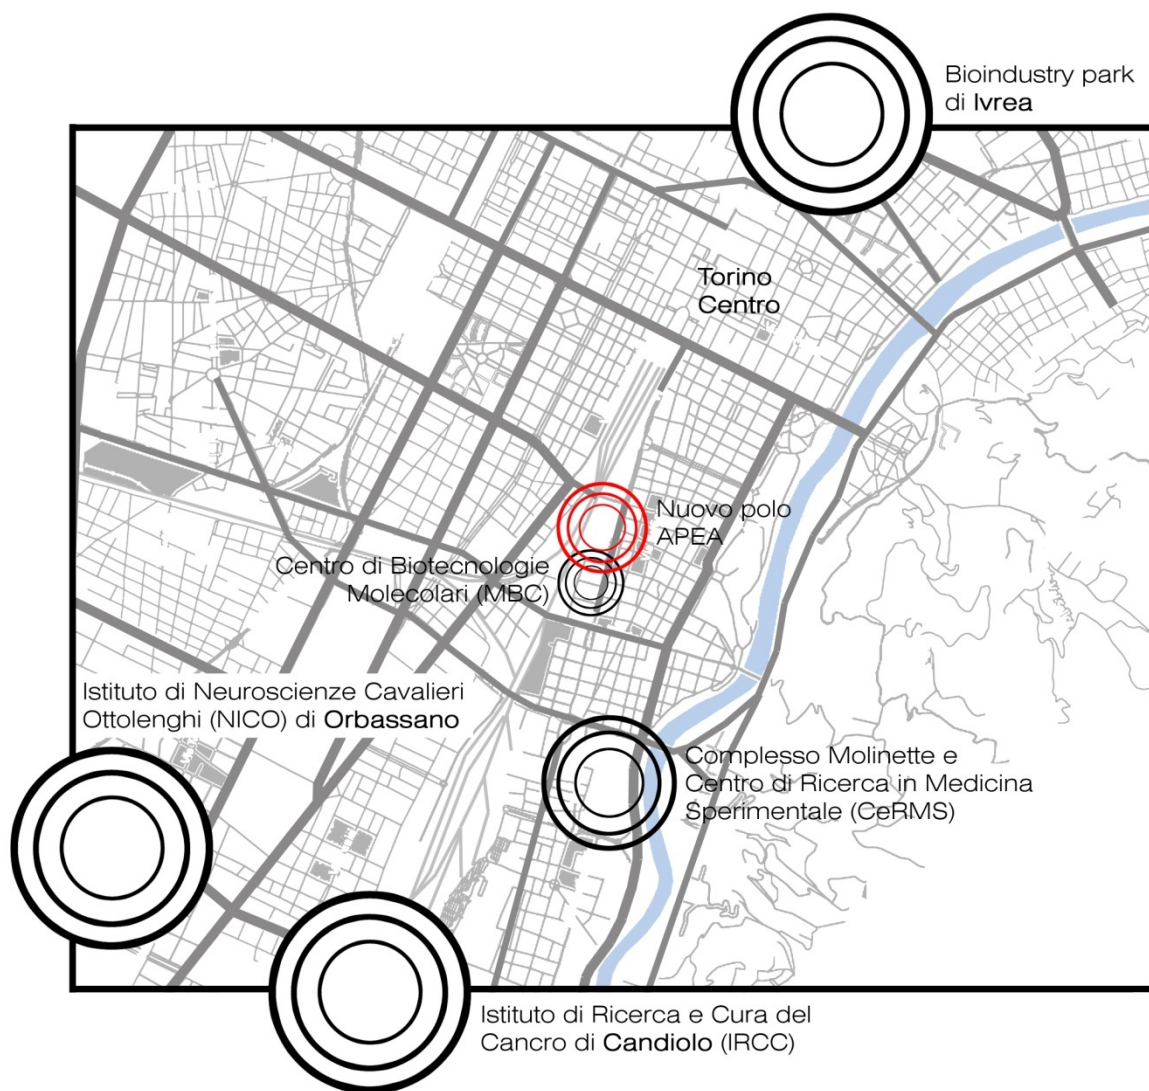 Bioindustry park
di Ivrea
Torino
Centro
Nuovo polo
APEA
Centro di Biotecnologie
Molecolari (MBC)
Istituto di Neuroscienze Cavalieri
Ottolenghi (NICO) di Orbassano
Complesso Molinette e
Centro di Ricerca in Medicina
Sperimentale (CeRMS)
Istituto di Ricerca e Cura del
Cancro di Candiolo (IRCC)